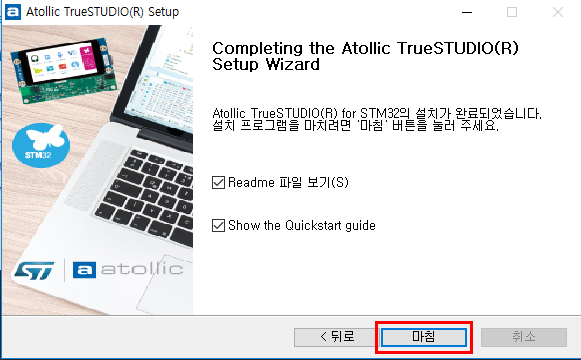 Atollic TrueSTUDIO(R) Setup
Completing the Atollic TrueSTUDIO(R)
Setup Wizard
Atollic TrueSTUDIO(R) for STM32의 설치가 완료되었습니다.
설치 프로그램을 마치려면 '마침' 버튼을 눌러 주세요.
Readme 파일 보기(S)
Show the Quickstart guide
STM32
ST
a atollic
< 뒤로
마침
취소